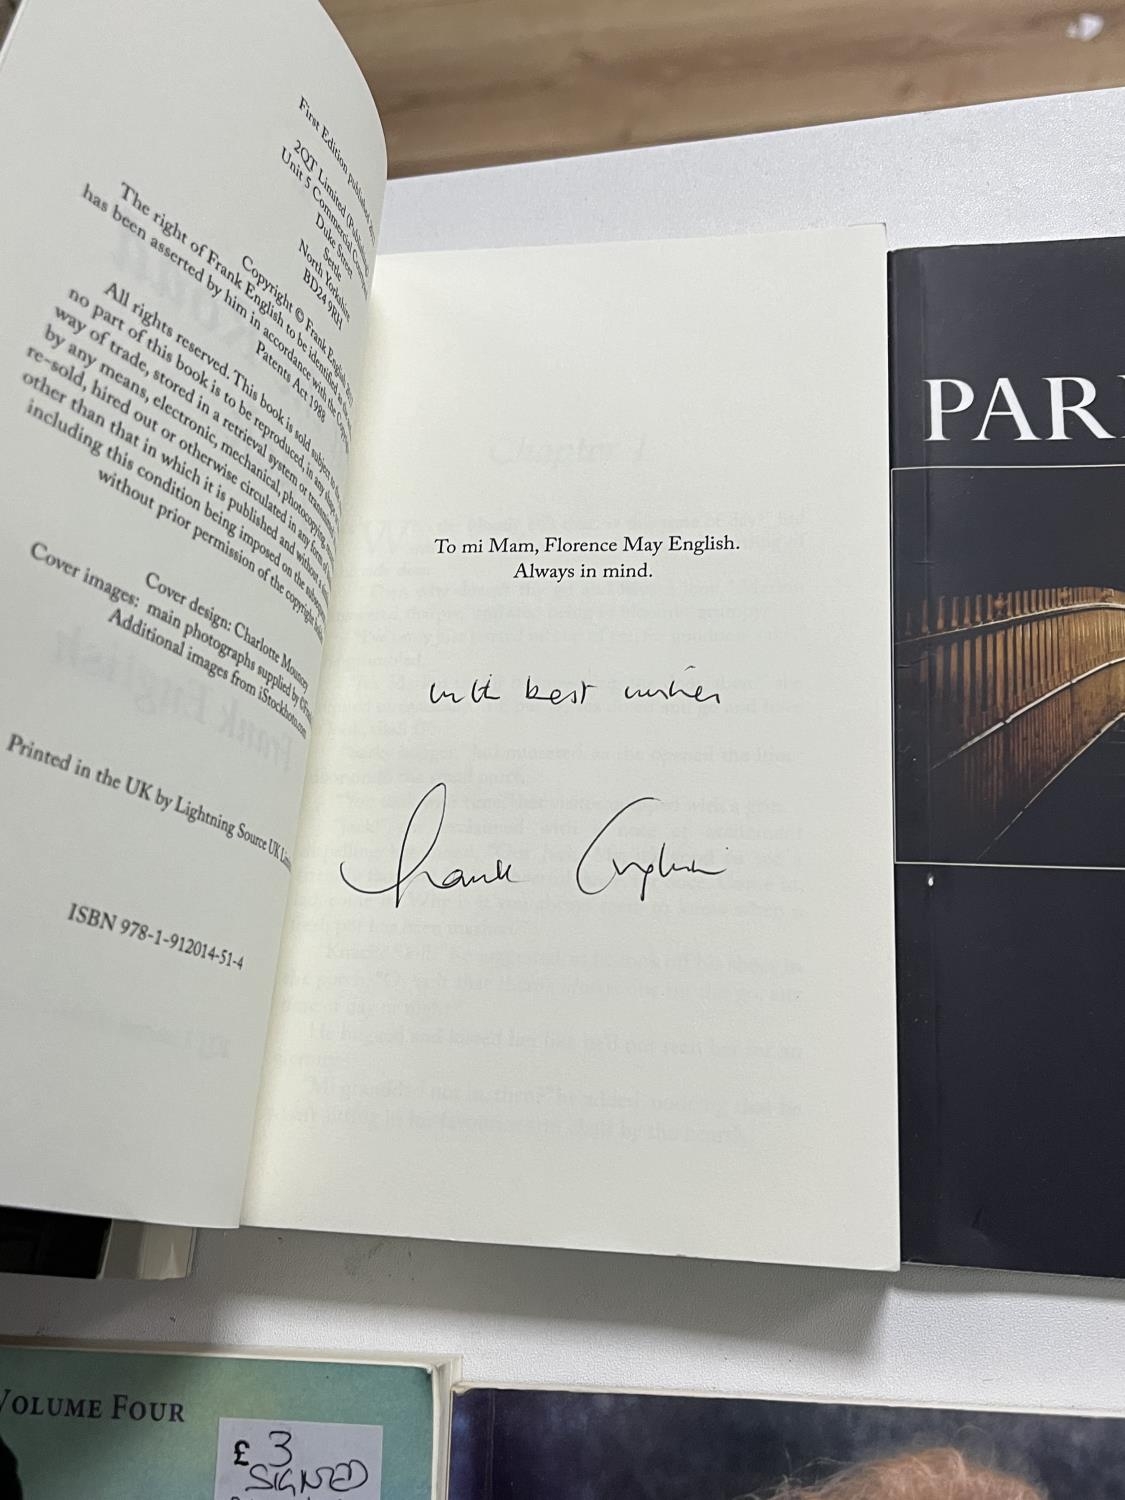 First Edition published
2QT Limited (Publishing)
Unit 5 Commercial
Duke Street
Settle
North Yorkshire
BD24 9RH
Copyright © Frank English
The right of Frank English to be identified as the
has been asserted by him in accordance with the
Patents Act 1988
All rights reserved. This book is sold subject to the
no part of this book is to be reproduced, in any shape,
way of trade, stored in a retrieval system or transmitted
by any means, electronic, mechanical, photocopying,
re-sold, hired out or otherwise circulated in any form of
other than that in which it is published and without a
including this condition being imposed on the subsequent
without prior permission of the copyright
Cover design: Charlotte Mouncey
Cover images: main photographs supplied by
Additional images from iStockphoto.com
Printed in the UK by Lightning Source UK
ISBN 978-1-912014-51-4
To mi Mam, Florence May English.
Always in mind.
with best wishes
Frank English
PAR
VOLUME FOUR
£ 3
SIGNED